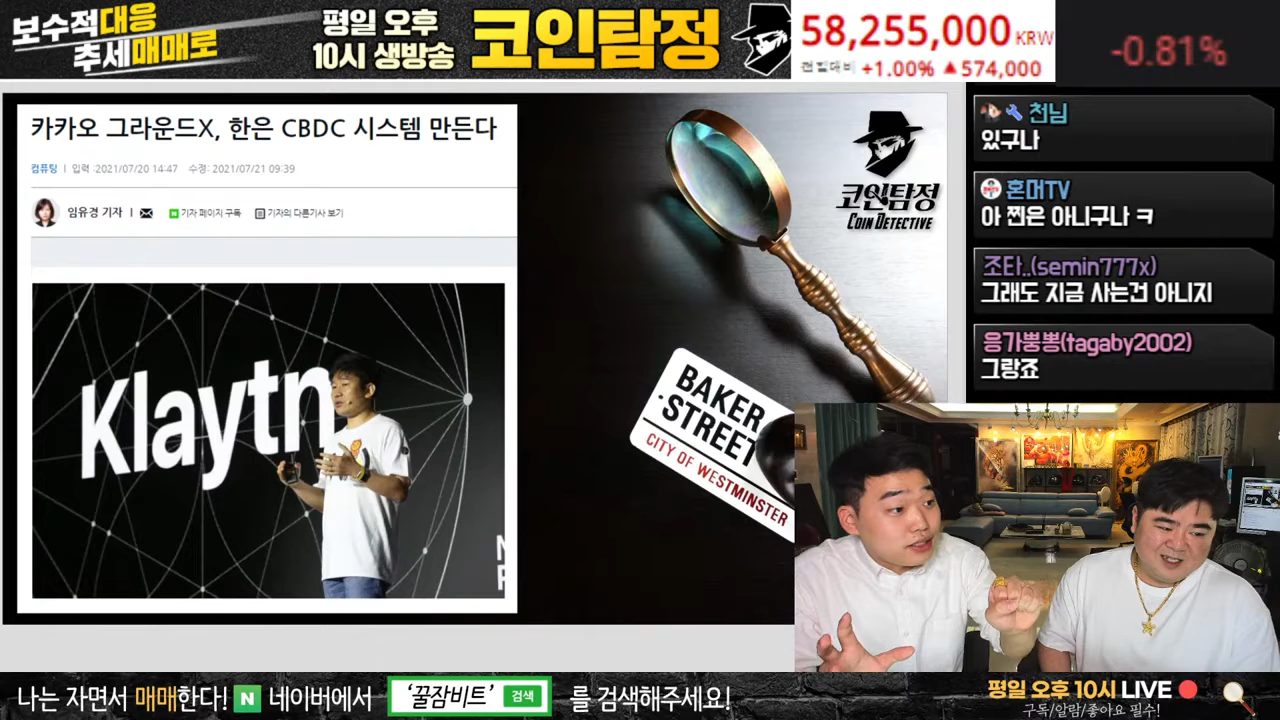 보수적대응
추세매매로
평일 오후
10시 생방송
코인탐정
58,255,000 KRW
전일대비 +1.00% ▲574,000
-0.81%
카카오 그라운드X, 한은 CBDC 시스템 만든다
컴퓨팅 | 입력 :2021/07/20 14:47 수정: 2021/07/21 09:39
임유경 기자 |
N 기자 페이지 구독 기자의 다른기사 보기
Klaytn
코인탐정
COIN DETECTIVE
BAKER
·STREET
CITY OF WESTMINSTER
천님
있구나
혼머TV
아 찐은 아니구나 ㅋ
조타..(semin777x)
그래도 지금 사는건 아니지
응가뿡뿡(tagaby2002)
그랑죠
나는 자면서 매매한다! N 네이버에서 '꿀잠비트' 검색 를 검색해주세요!
평일 오후 10시 LIVE
구독/알람/좋아요 필수!